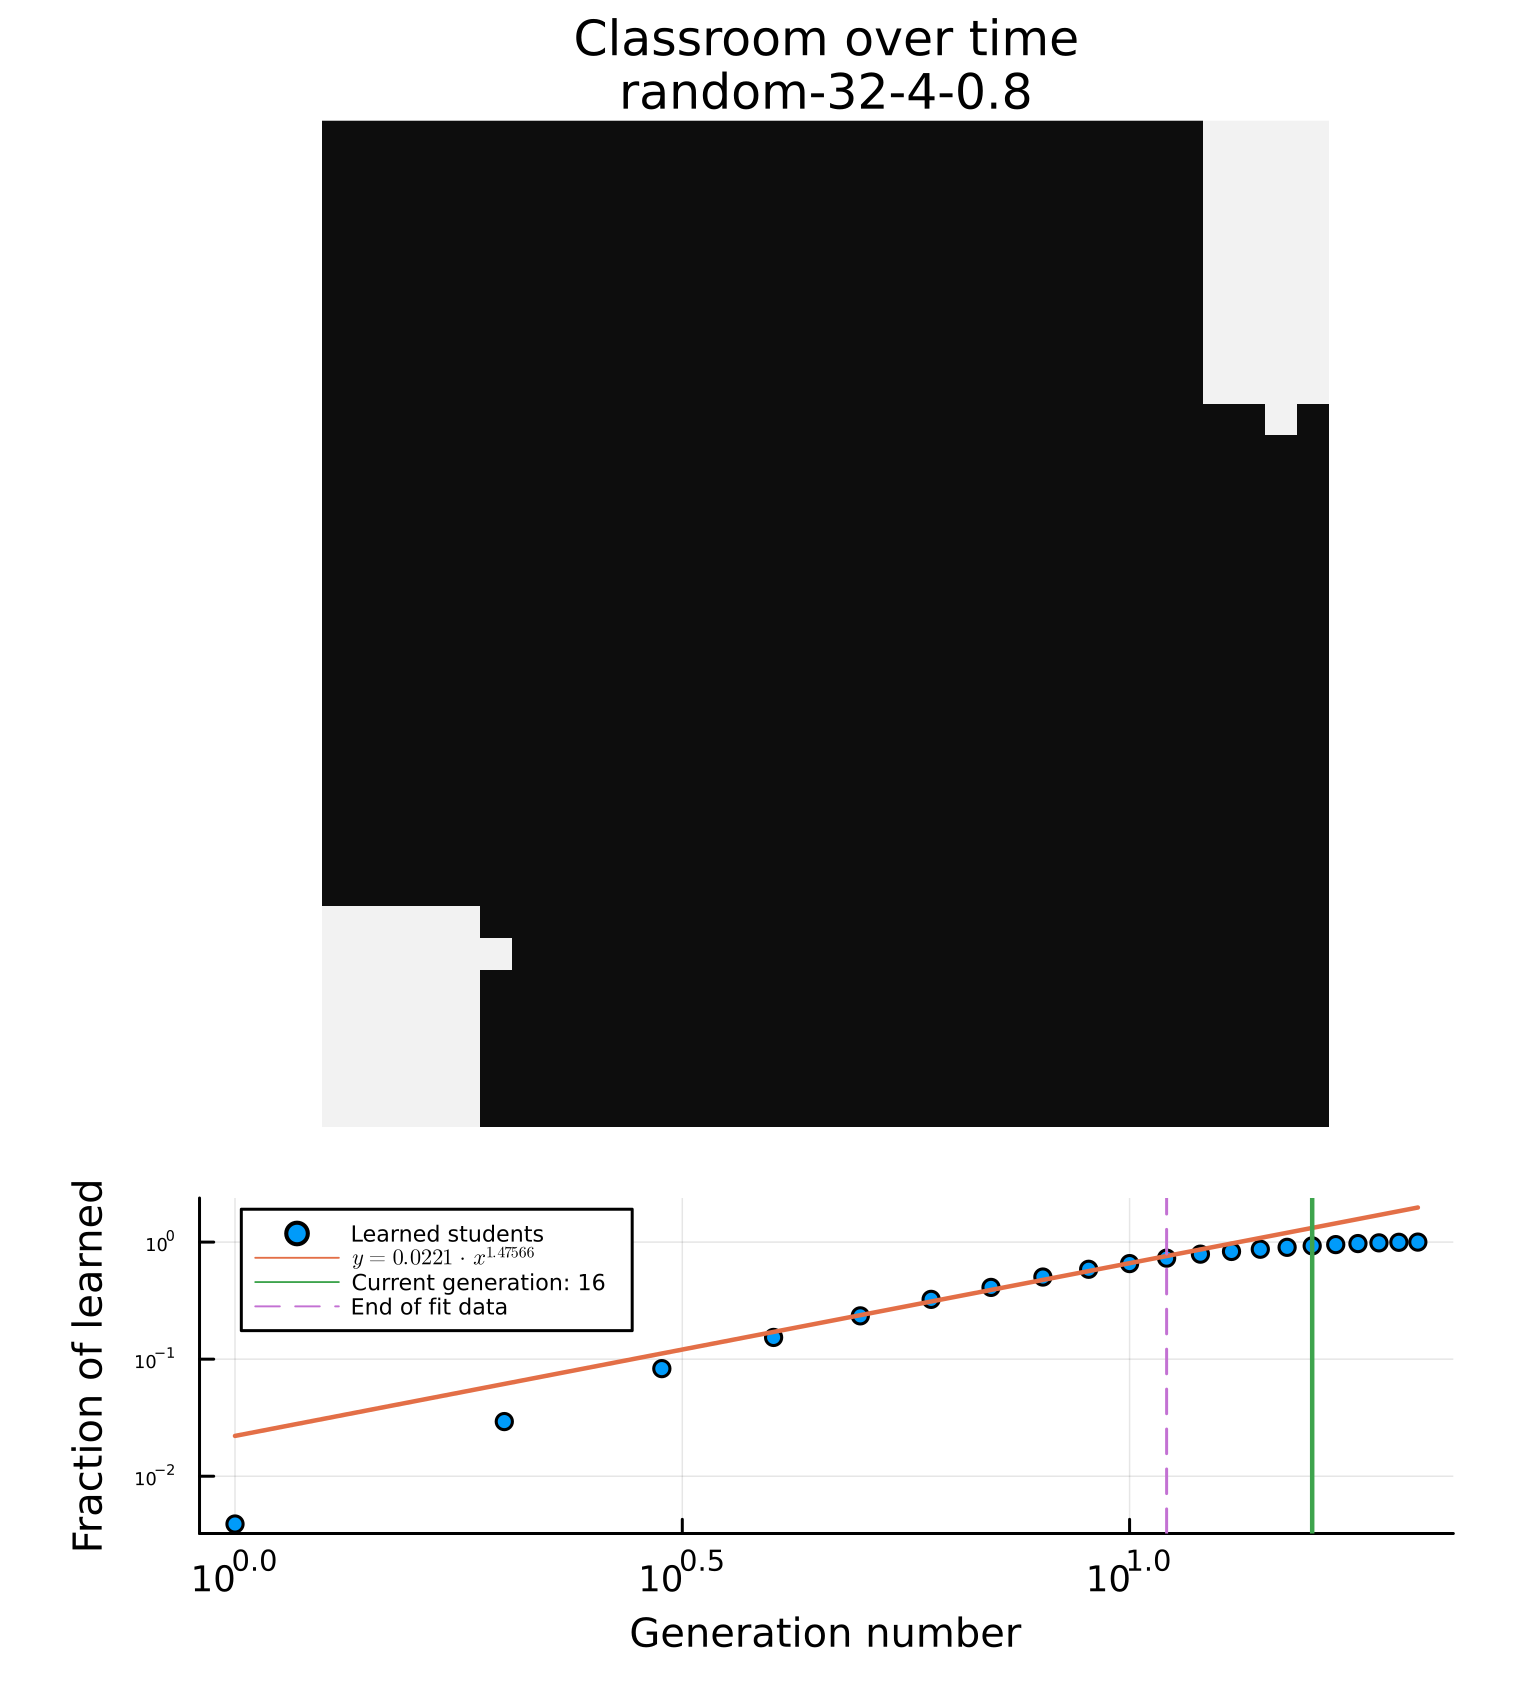 Classroom over time
random-32-4-0.8
Fraction of learned
10⁰
10⁻¹
10⁻²
Learned students
y = 0.0221 · x^1.47566
Current generation: 16
End of fit data
10^0.0
10^0.5
10^1.0
Generation number